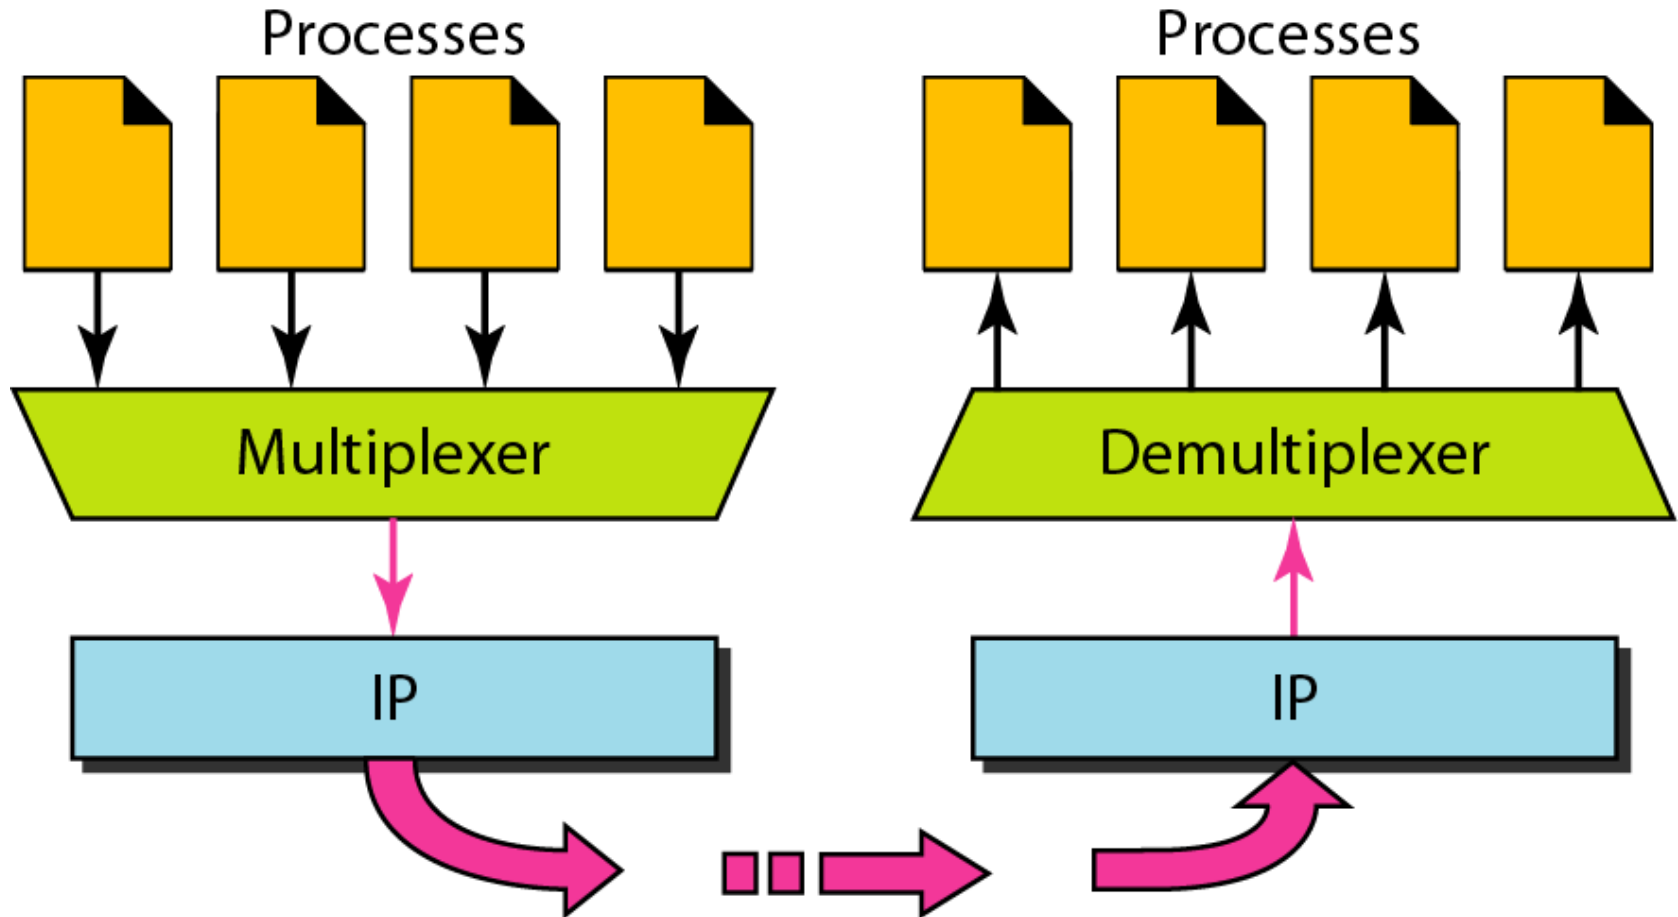 Processes
Processes
Multiplexer
Demultiplexer
IP
IP